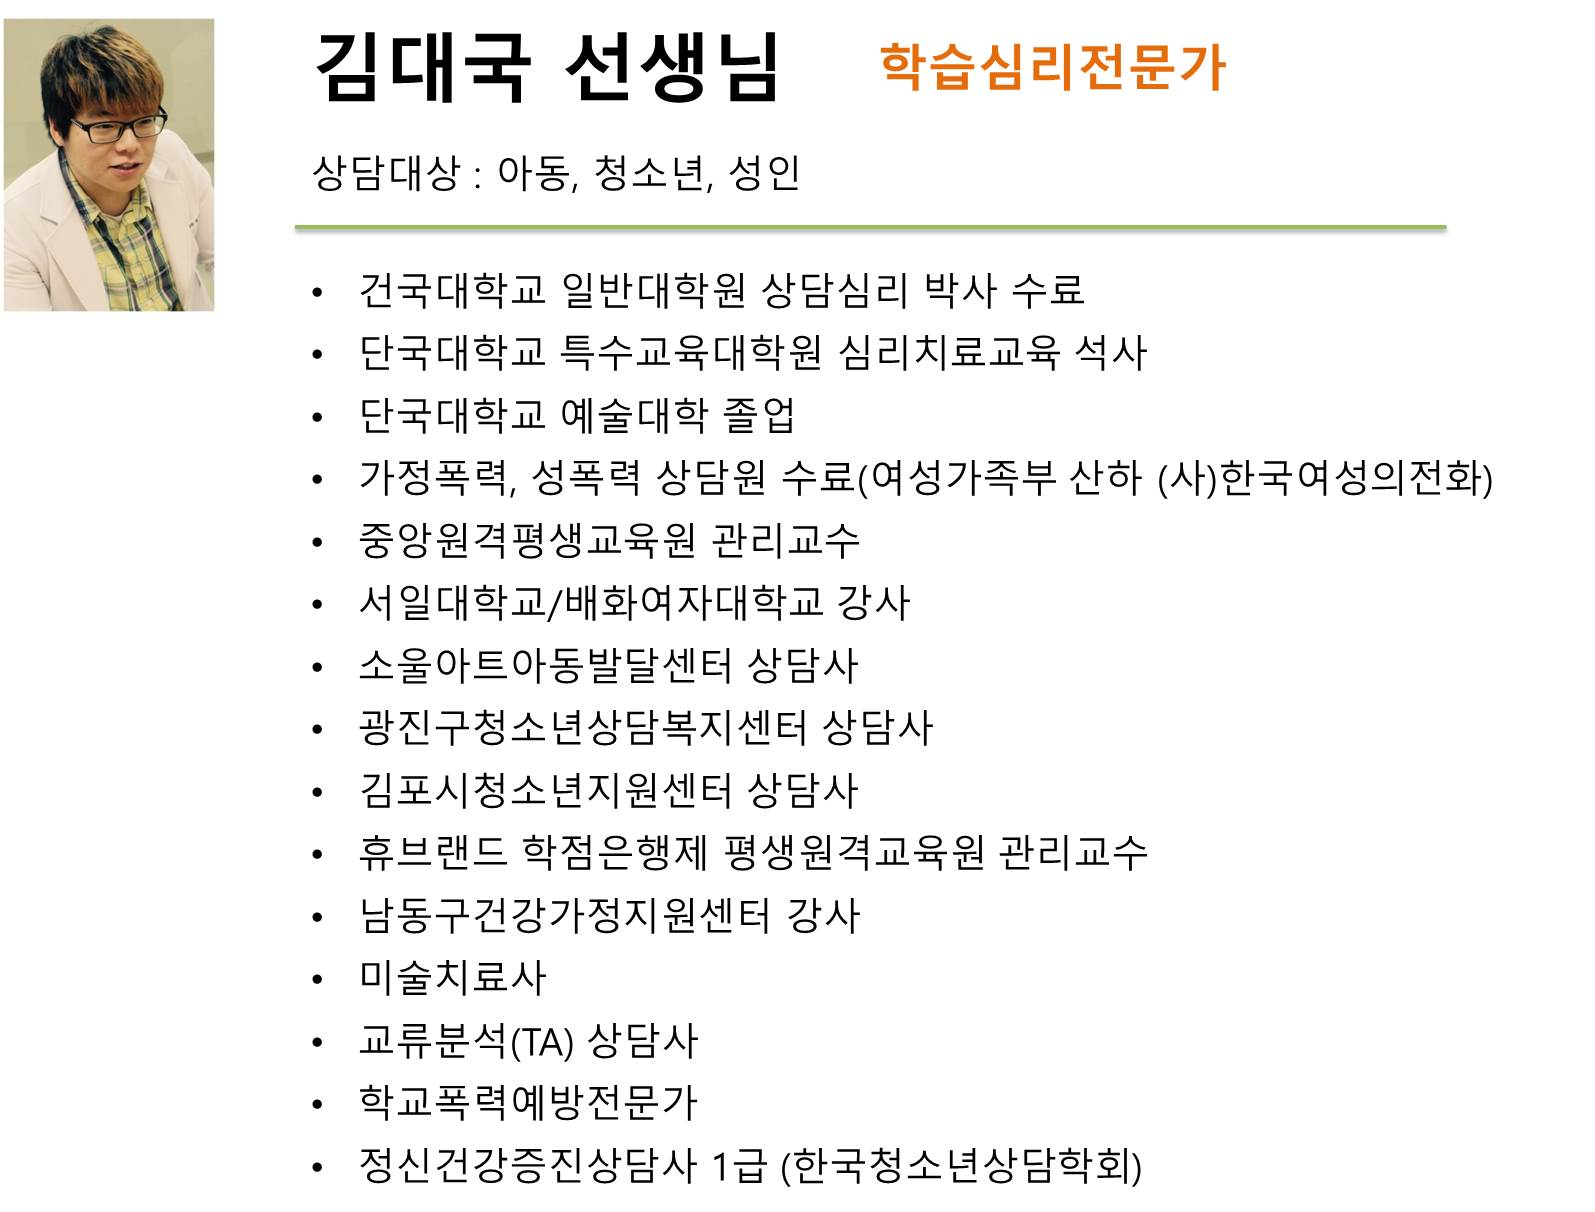 김대국 선생님 학습심리전문가
상담대상 : 아동, 청소년, 성인
• 건국대학교 일반대학원 상담심리 박사 수료
• 단국대학교 특수교육대학원 심리치료교육 석사
• 단국대학교 예술대학 졸업
• 가정폭력, 성폭력 상담원 수료(여성가족부 산하 (사)한국여성의전화)
• 중앙원격평생교육원 관리교수
• 서일대학교/배화여자대학교 강사
• 소울아트아동발달센터 상담사
• 광진구청소년상담복지센터 상담사
• 김포시청소년지원센터 상담사
• 휴브랜드 학점은행제 평생원격교육원 관리교수
• 남동구건강가정지원센터 강사
• 미술치료사
• 교류분석(TA) 상담사
• 학교폭력예방전문가
• 정신건강증진상담사 1급 (한국청소년상담학회)